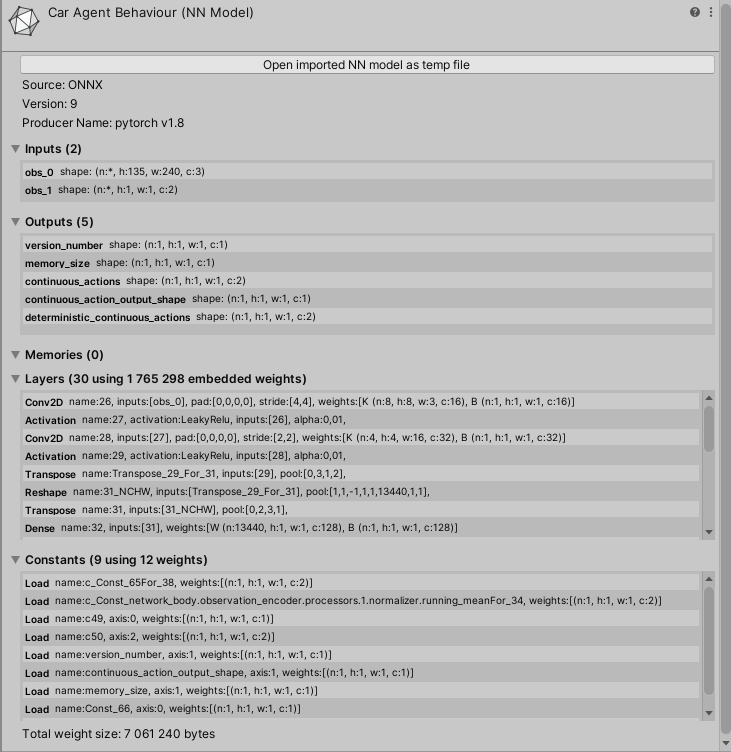 Car Agent Behaviour (NN Model)
Open imported NN model as temp file
Source: ONNX
Version: 9
Producer Name: pytorch v1.8
Inputs (2)
obs_0 shape: (n:*, h:135, w:240, c:3)
obs_1 shape: (n:*, h:1, w:1, c:2)
Outputs (5)
version_number shape: (n:1, h:1, w:1, c:1)
memory_size shape: (n:1, h:1, w:1, c:1)
continuous_actions shape: (n:1, h:1, w:1, c:2)
continuous_action_output_shape shape: (n:1, h:1, w:1, c:1)
deterministic_continuous_actions shape: (n:1, h:1, w:1, c:2)
Memories (0)
Layers (30 using 1 765 298 embedded weights)
Conv2D name:26, inputs:[obs_0], pad:[0,0,0,0], stride:[4,4], weights:[K (n:8, h:8, w:3, c:16), B (n:1, h:1, w:1, c:16)]
Activation name:27, activation:LeakyRelu, inputs:[26], alpha:0,01,
Conv2D name:28, inputs:[27], pad:[0,0,0,0], stride:[2,2], weights:[K (n:4, h:4, w:16, c:32), B (n:1, h:1, w:1, c:32)]
Activation name:29, activation:LeakyRelu, inputs:[28], alpha:0,01,
Transpose name:Transpose_29_For_31, inputs:[29], pool:[0,3,1,2],
Reshape name:31_NCHW, inputs:[Transpose_29_For_31], pool:[1,1,-1,1,1,13440,1,1],
Transpose name:31, inputs:[31_NCHW], pool:[0,2,3,1],
Dense name:32, inputs:[31], weights:[W (n:13440, h:1, w:1, c:128), B (n:1, h:1, w:1, c:128)]
Constants (9 using 12 weights)
Load name:c_Const_65For_38, weights:[(n:1, h:1, w:1, c:2)]
Load name:c_Const_network_body.observation_encoder.processors.1.normalizer.running_meanFor_34, weights:[(n:1, h:1, w:1, c:2)]
Load name:c49, axis:0, weights:[(n:1, h:1, w:1, c:1)]
Load name:c50, axis:2, weights:[(n:1, h:1, w:1, c:2)]
Load name:version_number, axis:1, weights:[(n:1, h:1, w:1, c:1)]
Load name:continuous_action_output_shape, axis:1, weights:[(n:1, h:1, w:1, c:1)]
Load name:memory_size, axis:1, weights:[(n:1, h:1, w:1, c:1)]
Load name:Const_66, axis:0, weights:[(n:1, h:1, w:1, c:1)]
Total weight size: 7 061 240 bytes